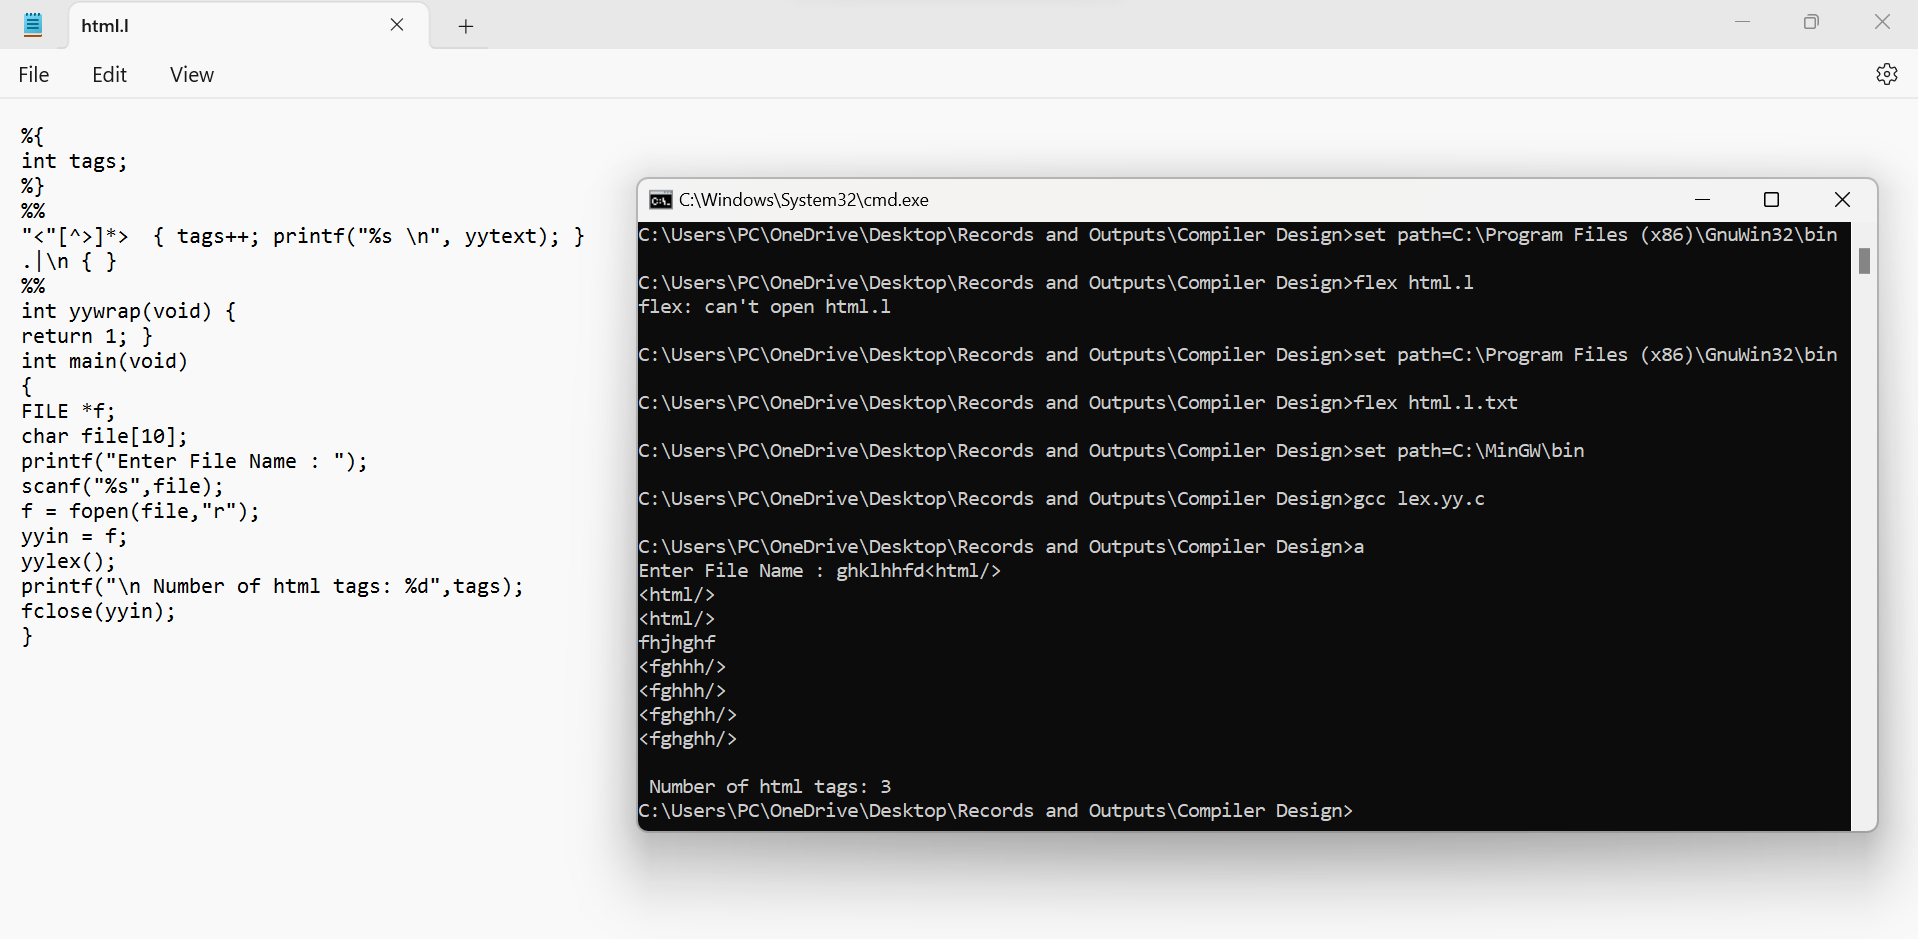 html.l
File Edit View
%{
int tags;
%}
%%
"<"[^>]*> { tags++; printf("%s \n", yytext); }
.|\n { }
%%
int yywrap(void) {
return 1; }
int main(void)
{
FILE *f;
char file[10];
printf("Enter File Name : ");
scanf("%s",file);
f = fopen(file,"r");
yyin = f;
yylex();
printf("\n Number of html tags: %d",tags);
fclose(yyin);
}
C:\Windows\System32\cmd.exe
C:\Users\PC\OneDrive\Desktop\Records and Outputs\Compiler Design>set path=C:\Program Files (x86)\GnuWin32\bin
C:\Users\PC\OneDrive\Desktop\Records and Outputs\Compiler Design>flex html.l
flex: can't open html.l
C:\Users\PC\OneDrive\Desktop\Records and Outputs\Compiler Design>set path=C:\Program Files (x86)\GnuWin32\bin
C:\Users\PC\OneDrive\Desktop\Records and Outputs\Compiler Design>flex html.l.txt
C:\Users\PC\OneDrive\Desktop\Records and Outputs\Compiler Design>set path=C:\MinGW\bin
C:\Users\PC\OneDrive\Desktop\Records and Outputs\Compiler Design>gcc lex.yy.c
C:\Users\PC\OneDrive\Desktop\Records and Outputs\Compiler Design>a
Enter File Name : ghklhhfd<html/>
<html/>
<html/>
fhjhghf
<fghhh/>
<fghhh/>
<fghghh/>
<fghghh/>
Number of html tags: 3
C:\Users\PC\OneDrive\Desktop\Records and Outputs\Compiler Design>